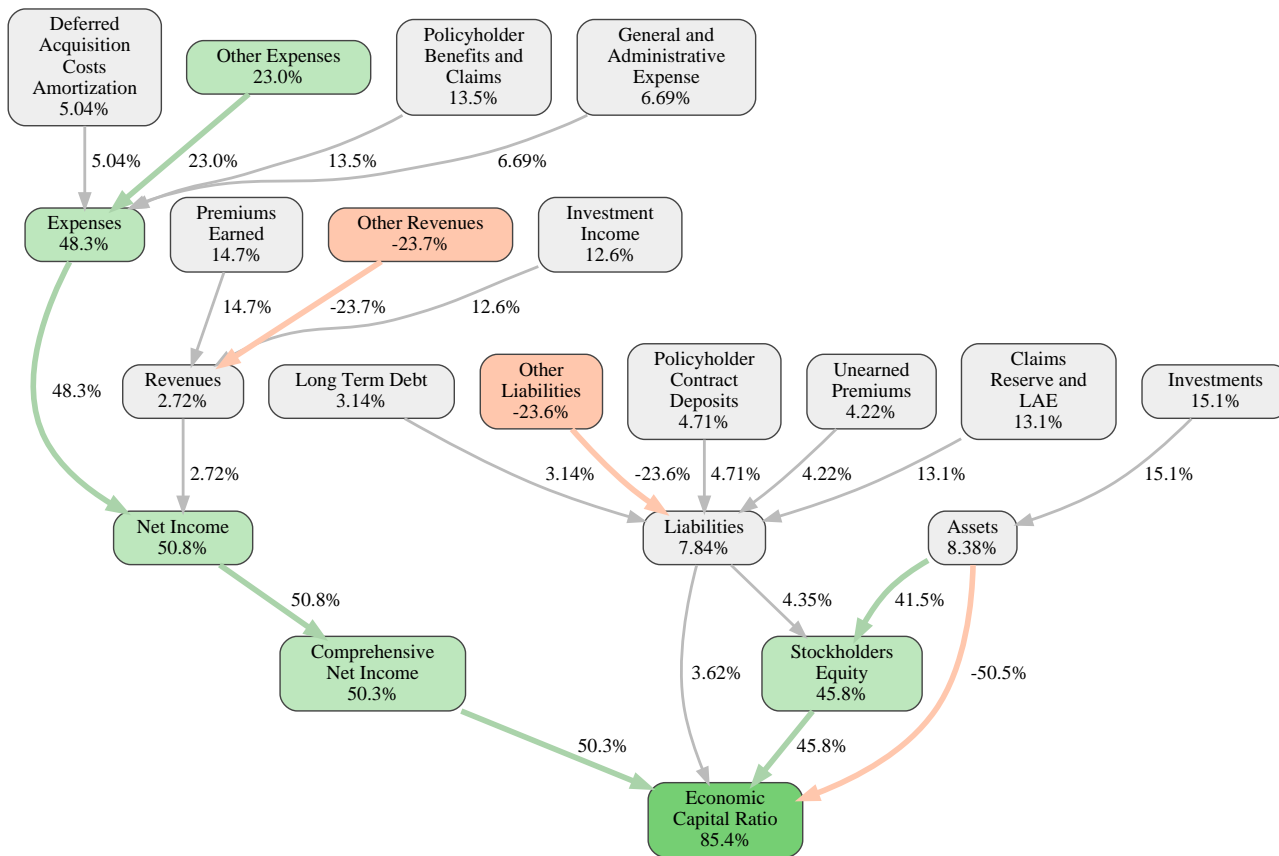 Deferred
Acquisition
Costs
Amortization
5.04%
Other Expenses
23.0%
Policyholder
Benefits and
Claims
13.5%
General and
Administrative
Expense
6.69%
5.04%
23.0%
13.5%
6.69%
Expenses
48.3%
Premiums
Earned
14.7%
Other Revenues
-23.7%
Investment
Income
12.6%
14.7%
-23.7%
12.6%
48.3%
Revenues
2.72%
Long Term Debt
3.14%
Other
Liabilities
-23.6%
Policyholder
Contract
Deposits
4.71%
Unearned
Premiums
4.22%
Claims
Reserve and
LAE
13.1%
Investments
15.1%
2.72%
3.14%
-23.6%
4.71%
4.22%
13.1%
15.1%
Net Income
50.8%
Liabilities
7.84%
Assets
8.38%
50.8%
4.35%
41.5%
Comprehensive
Net Income
50.3%
3.62%
Stockholders
Equity
45.8%
-50.5%
50.3%
45.8%
Economic
Capital Ratio
85.4%